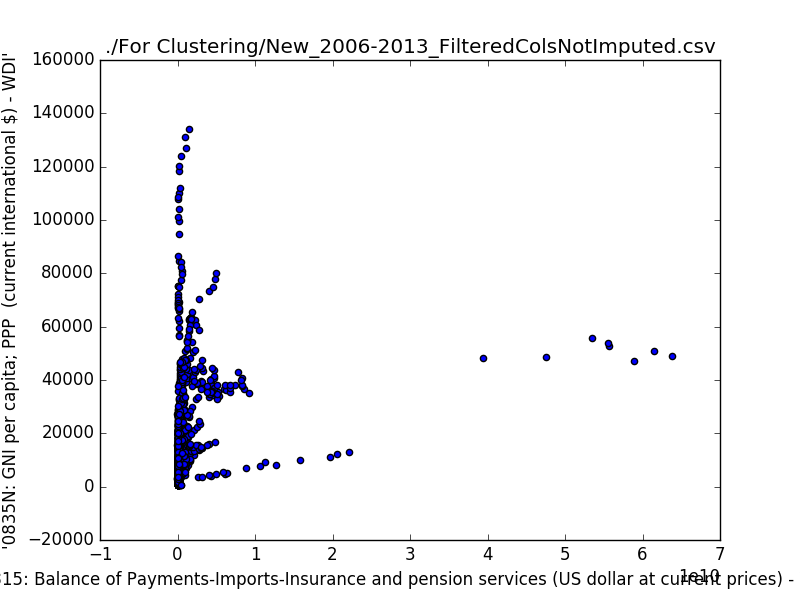 ./For Clustering/New_2006-2013_FilteredColsNotImputed.csv
'0835N: GNI per capita; PPP (current international $) - WDI'
160000
140000
120000
100000
80000
60000
40000
20000
0
−20000
−1 0 1 2 3 4 5 6 7
1e10
315: Balance of Payments-Imports-Insurance and pension services (US dollar at current prices) -